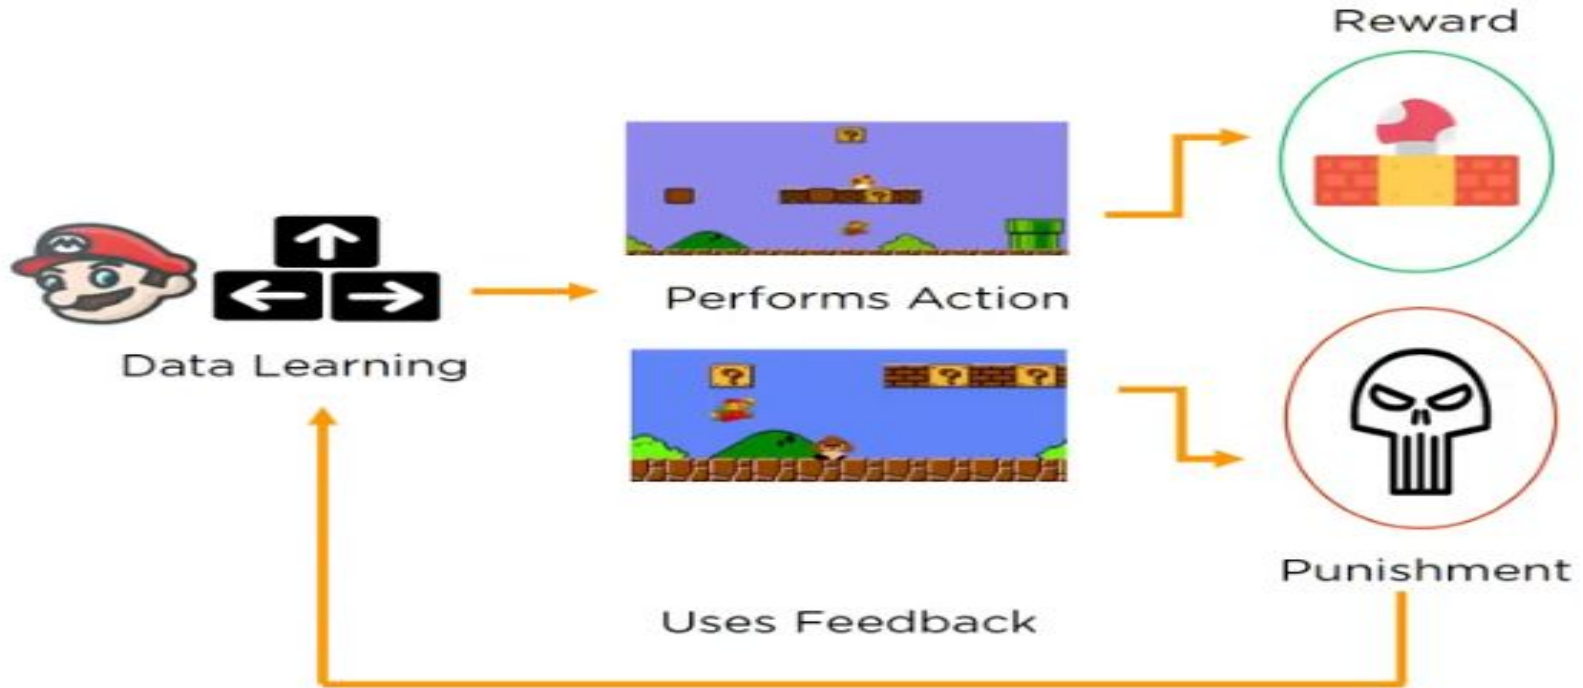 Reward
M
?
?
Performs Action
Data Learning
?
?
?
Punishment
Uses Feedback